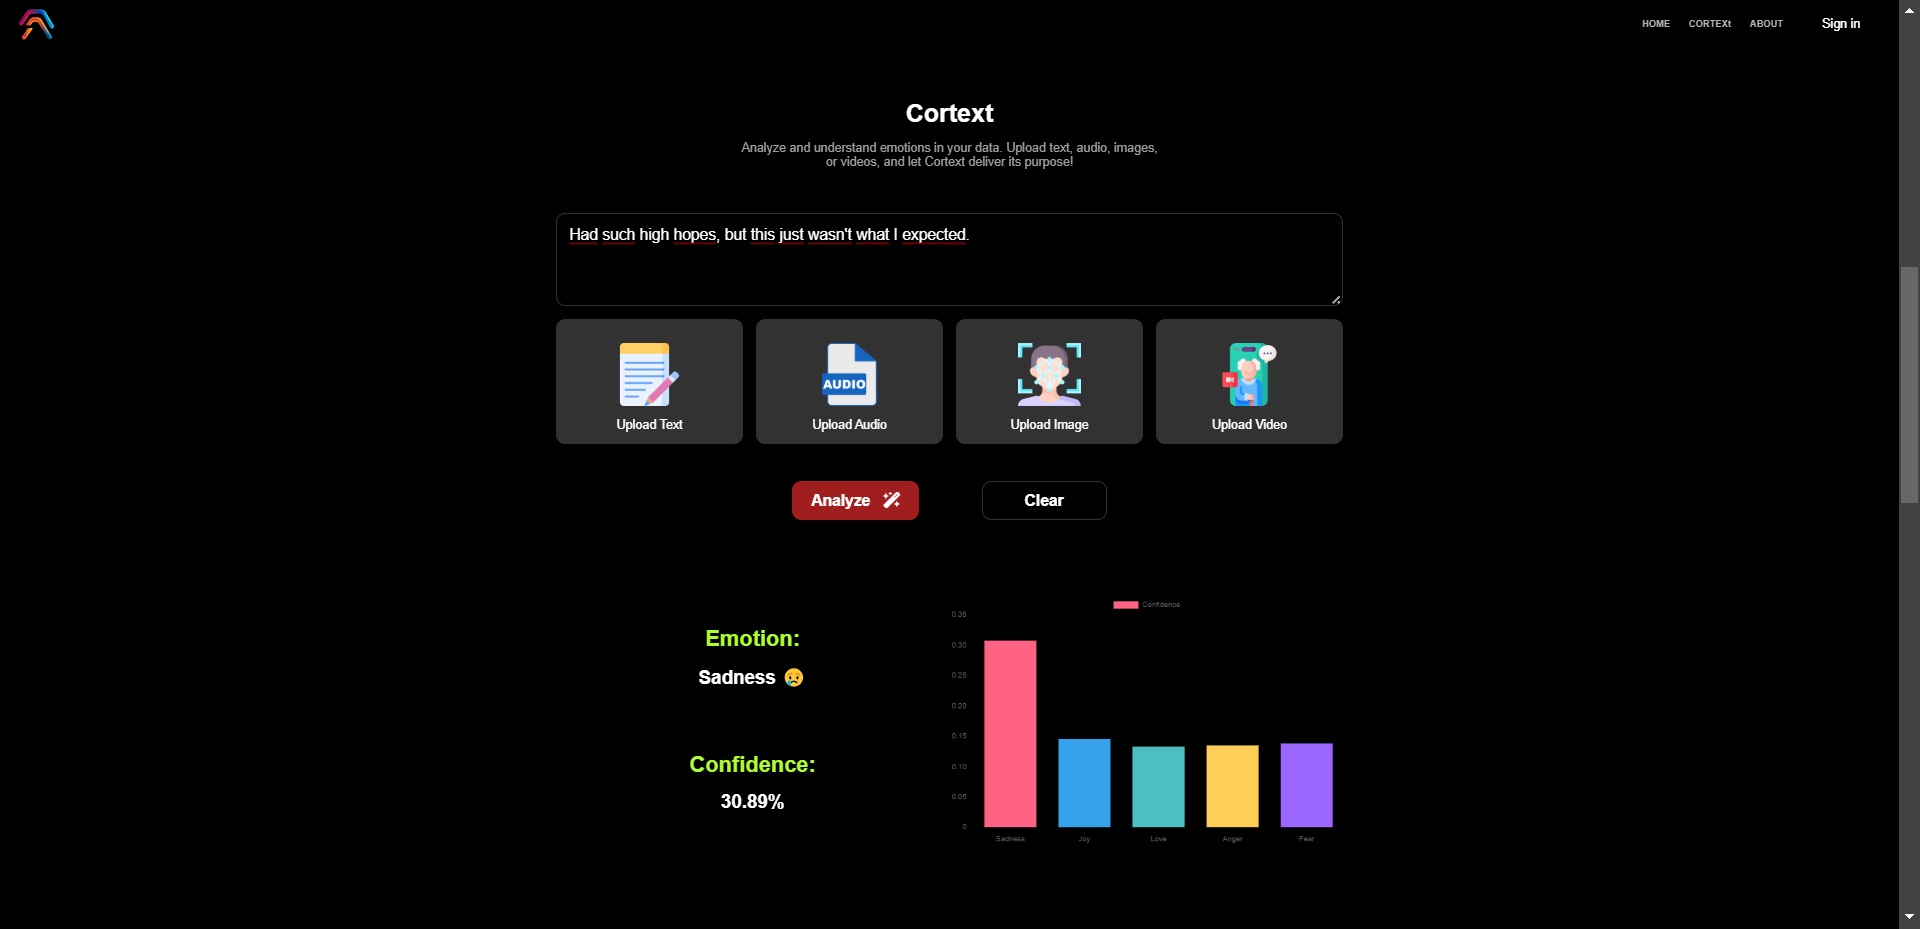 HOME CORTEXt ABOUT Sign in
Cortext
Analyze and understand emotions in your data. Upload text, audio, images,
or videos, and let Cortext deliver its purpose!
Had such high hopes, but this just wasn't what I expected.
AUDIO
Upload Text Upload Audio Upload Image Upload Video
Analyze Clear
Emotion:
Sadness 😢
Confidence:
30.89%
Confidence
0.35
0.30
0.25
0.20
0.15
0.10
0.05
0
Sadness Joy Love Anger Fear